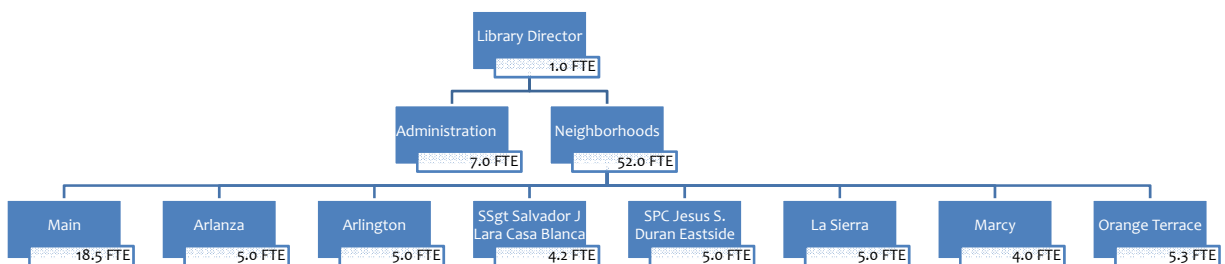 Library Director
1.0 FTE
Administration
7.0 FTE
Neighborhoods
52.0 FTE
Main
18.5 FTE
Arlanza
5.0 FTE
Arlington
5.0 FTE
SSgt Salvador J
Lara Casa Blanca
4.2 FTE
SPC Jesus S.
Duran Eastside
5.0 FTE
La Sierra
5.0 FTE
Marcy
4.0 FTE
Orange Terrace
5.3 FTE